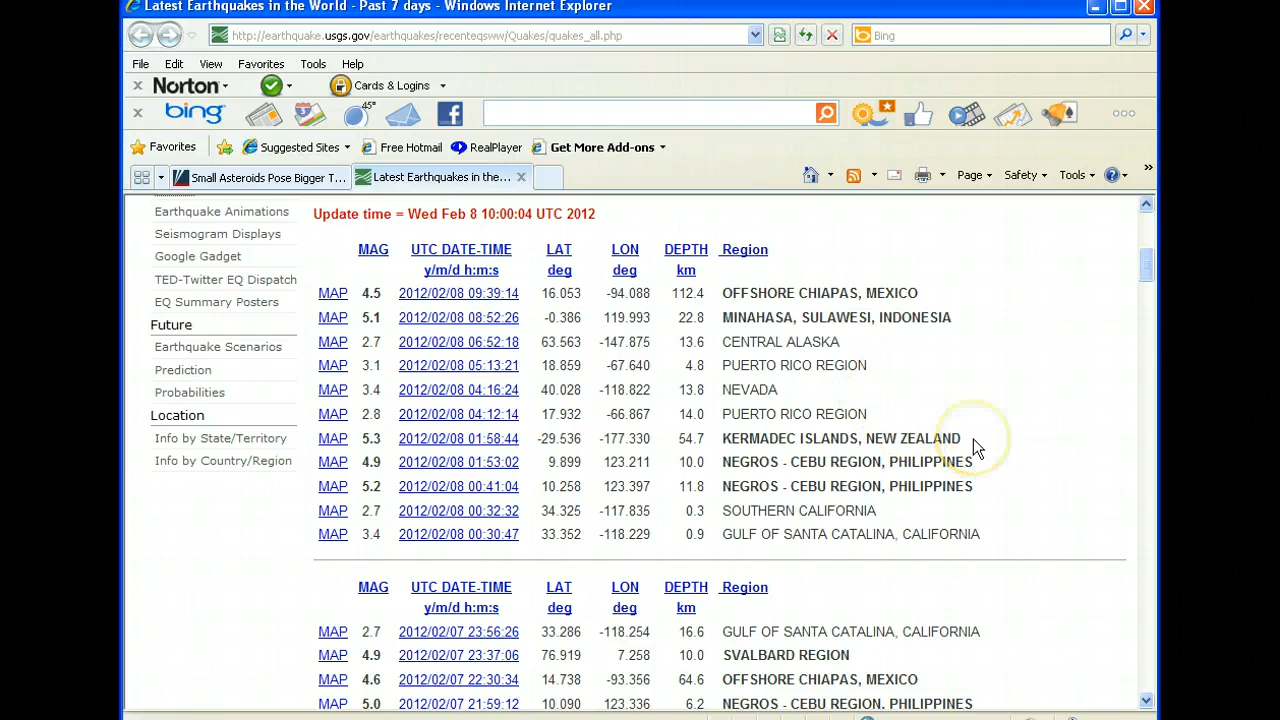 Latest Earthquakes in the World - Past 7 days - Windows Internet Explorer
http://earthquake.usgs.gov/earthquakes/recenteqsww/Quakes/quakes_all.php
Bing
File Edit View Favorites Tools Help
x Norton Cards & Logins
x bing 45°
Favorites Suggested Sites Free Hotmail RealPlayer Get More Add-ons
Small Asteroids Pose Bigger T... Latest Earthquakes in the... Page Safety Tools
Earthquake Animations
Seismogram Displays
Google Gadget
TED-Twitter EQ Dispatch
EQ Summary Posters
Future
Earthquake Scenarios
Prediction
Probabilities
Location
Info by State/Territory
Info by Country/Region
Update time = Wed Feb 8 10:00:04 UTC 2012
MAG UTC DATE-TIME LAT LON DEPTH Region
y/m/d h:m:s deg deg km
MAP 4.5 2012/02/08 09:39:14 16.053 -94.088 112.4 OFFSHORE CHIAPAS, MEXICO
MAP 5.1 2012/02/08 08:52:26 -0.386 119.993 22.8 MINAHASA, SULAWESI, INDONESIA
MAP 2.7 2012/02/08 06:52:18 63.563 -147.875 13.6 CENTRAL ALASKA
MAP 3.1 2012/02/08 05:13:21 18.859 -67.640 4.8 PUERTO RICO REGION
MAP 3.4 2012/02/08 04:16:24 40.028 -118.822 13.8 NEVADA
MAP 2.8 2012/02/08 04:12:14 17.932 -66.867 14.0 PUERTO RICO REGION
MAP 5.3 2012/02/08 01:58:44 -29.536 -177.330 54.7 KERMADEC ISLANDS, NEW ZEALAND
MAP 4.9 2012/02/08 01:53:02 9.899 123.211 10.0 NEGROS - CEBU REGION, PHILIPPINES
MAP 5.2 2012/02/08 00:41:04 10.258 123.397 11.8 NEGROS - CEBU REGION, PHILIPPINES
MAP 2.7 2012/02/08 00:32:32 34.325 -117.835 0.3 SOUTHERN CALIFORNIA
MAP 3.4 2012/02/08 00:30:47 33.352 -118.229 0.9 GULF OF SANTA CATALINA, CALIFORNIA
MAG UTC DATE-TIME LAT LON DEPTH Region
y/m/d h:m:s deg deg km
MAP 2.7 2012/02/07 23:56:26 33.286 -118.254 16.6 GULF OF SANTA CATALINA, CALIFORNIA
MAP 4.9 2012/02/07 23:37:06 76.919 7.258 10.0 SVALBARD REGION
MAP 4.6 2012/02/07 22:30:34 14.738 -93.356 64.6 OFFSHORE CHIAPAS, MEXICO
MAP 5.0 2012/02/07 21:59:12 10.090 123.336 6.2 NEGROS - CEBU REGION, PHILIPPINES